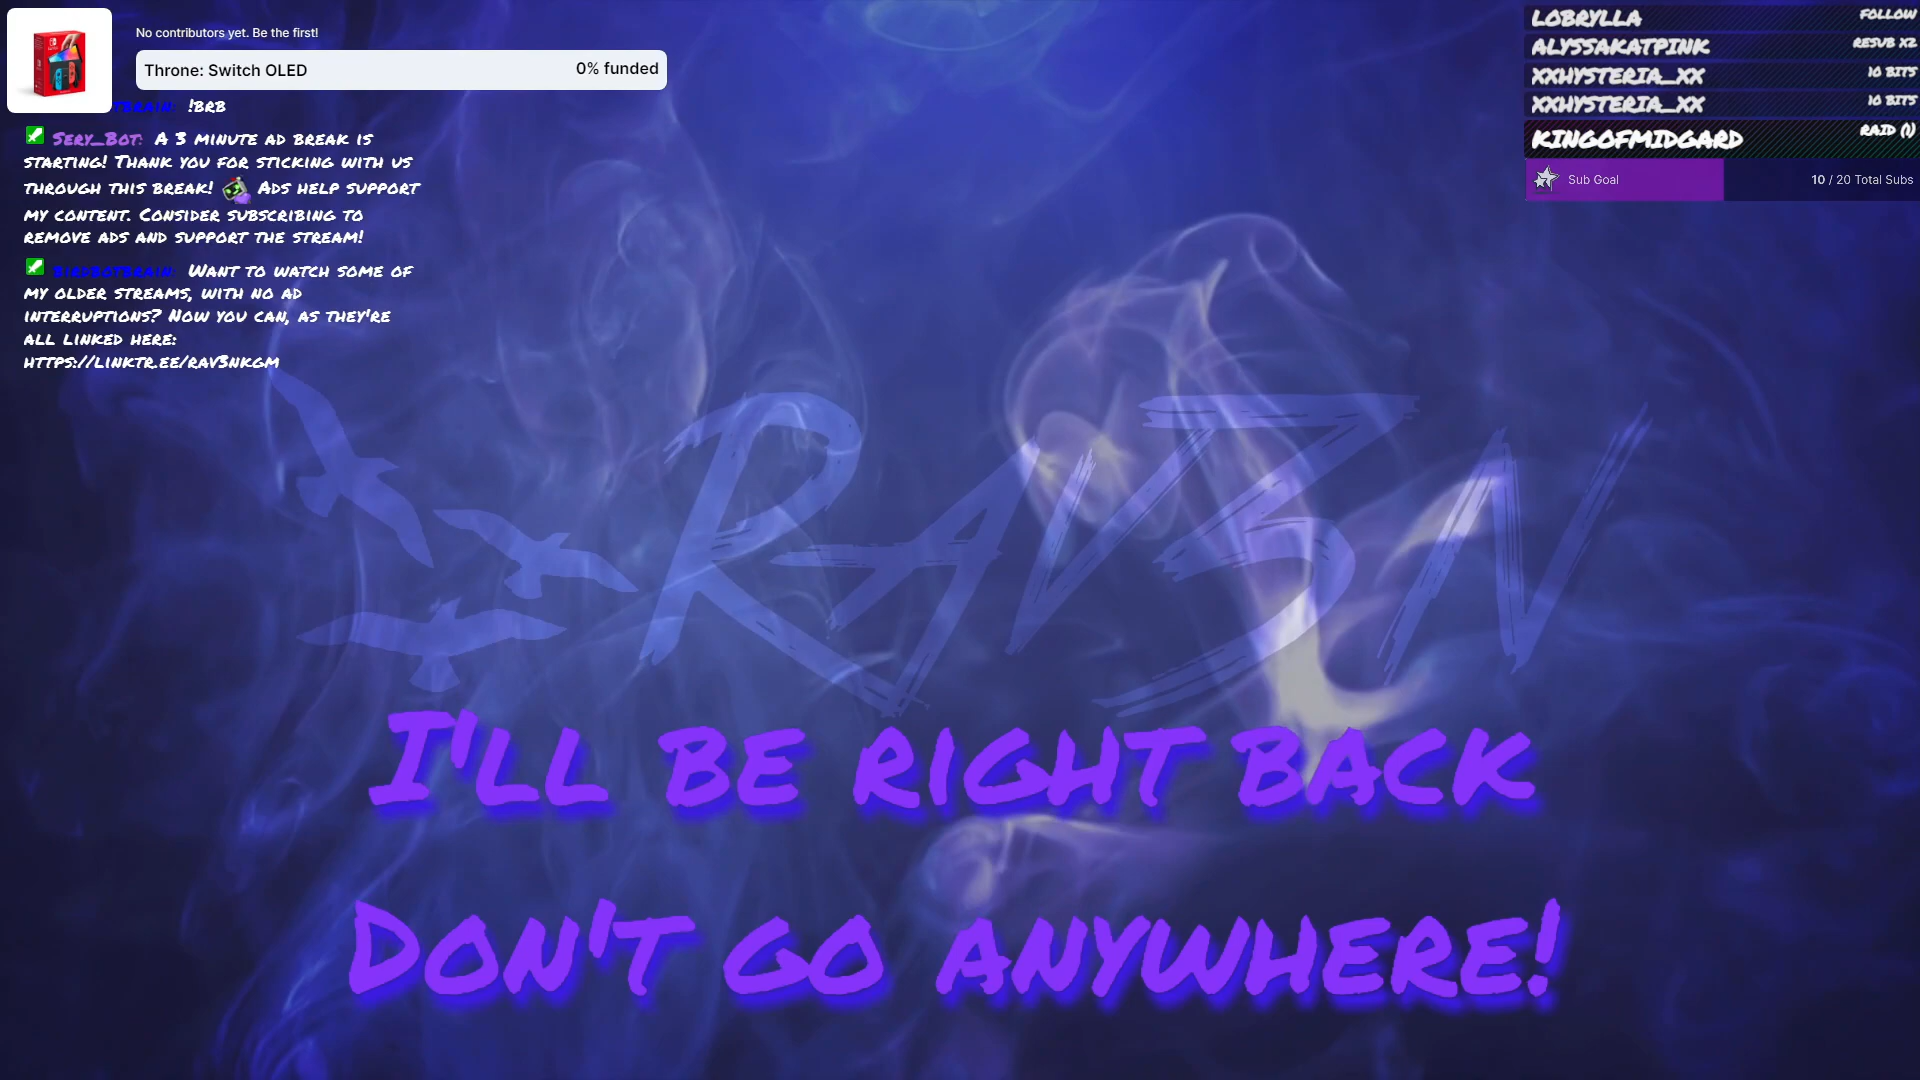 No contributors yet. Be the first!
Throne: Switch OLED 0% funded
TBRAIN: !BRB
SERY_BOT: A 3 MINUTE AD BREAK IS
STARTING! THANK YOU FOR STICKING WITH US
THROUGH THIS BREAK! ADS HELP SUPPORT
MY CONTENT. CONSIDER SUBSCRIBING TO
REMOVE ADS AND SUPPORT THE STREAM!
BIRDBOTBRAIN: WANT TO WATCH SOME OF
MY OLDER STREAMS, WITH NO AD
INTERRUPTIONS? NOW YOU CAN, AS THEY'RE
ALL LINKED HERE:
HTTPS://LINKTR.EE/RAV3NKGM
LOBRYLLA FOLLOW
ALYSSAKATPINK RESUB X2
XXHYSTERIA_XX 10 BITS
XXHYSTERIA_XX 10 BITS
KINGOFMIDGARD RAID (1)
Sub Goal 10 / 20 Total Subs
RAV3N
I'LL BE RIGHT BACK
DON'T GO ANYWHERE!